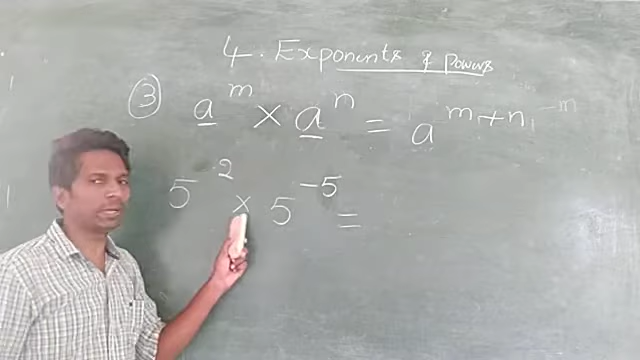 4. Exponents & Powers
③ a^m × a^n = a^{m+n} -m
5^2 × 5^{-5} =